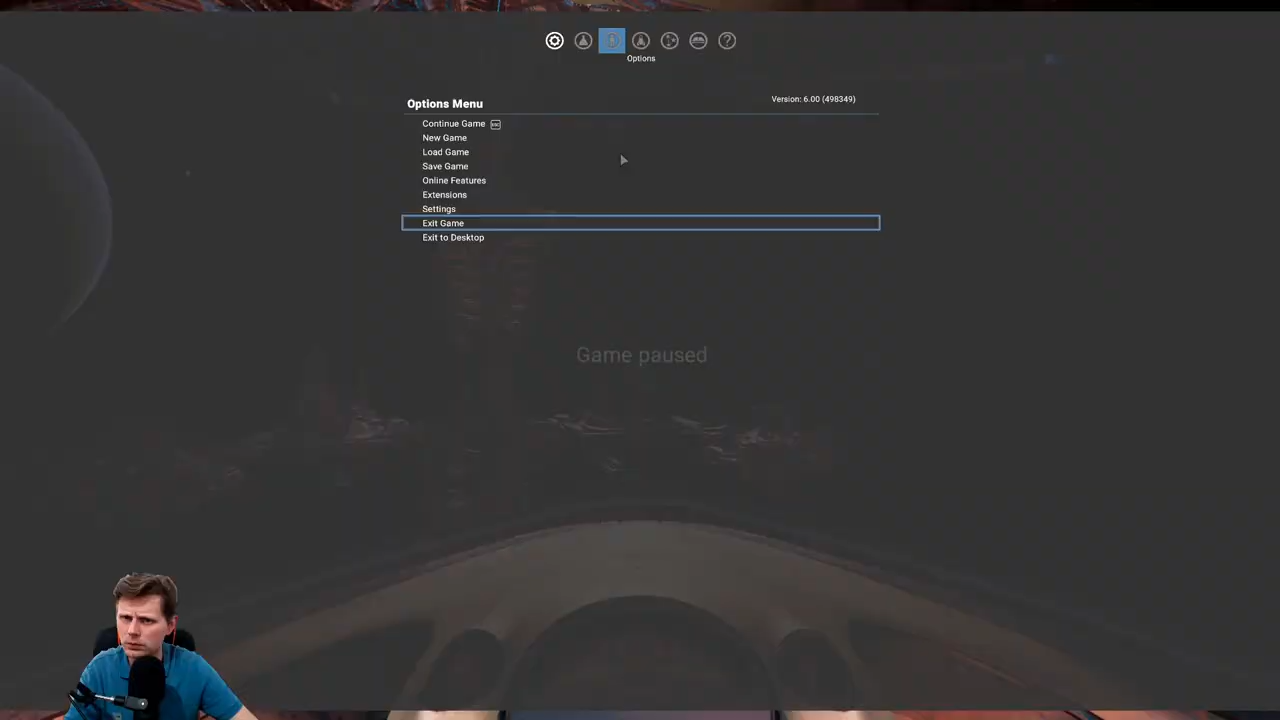 Options
Options Menu
Version: 6.00 (498349)
Continue Game ESC
New Game
Load Game
Save Game
Online Features
Extensions
Settings
Exit Game
Exit to Desktop
Game paused